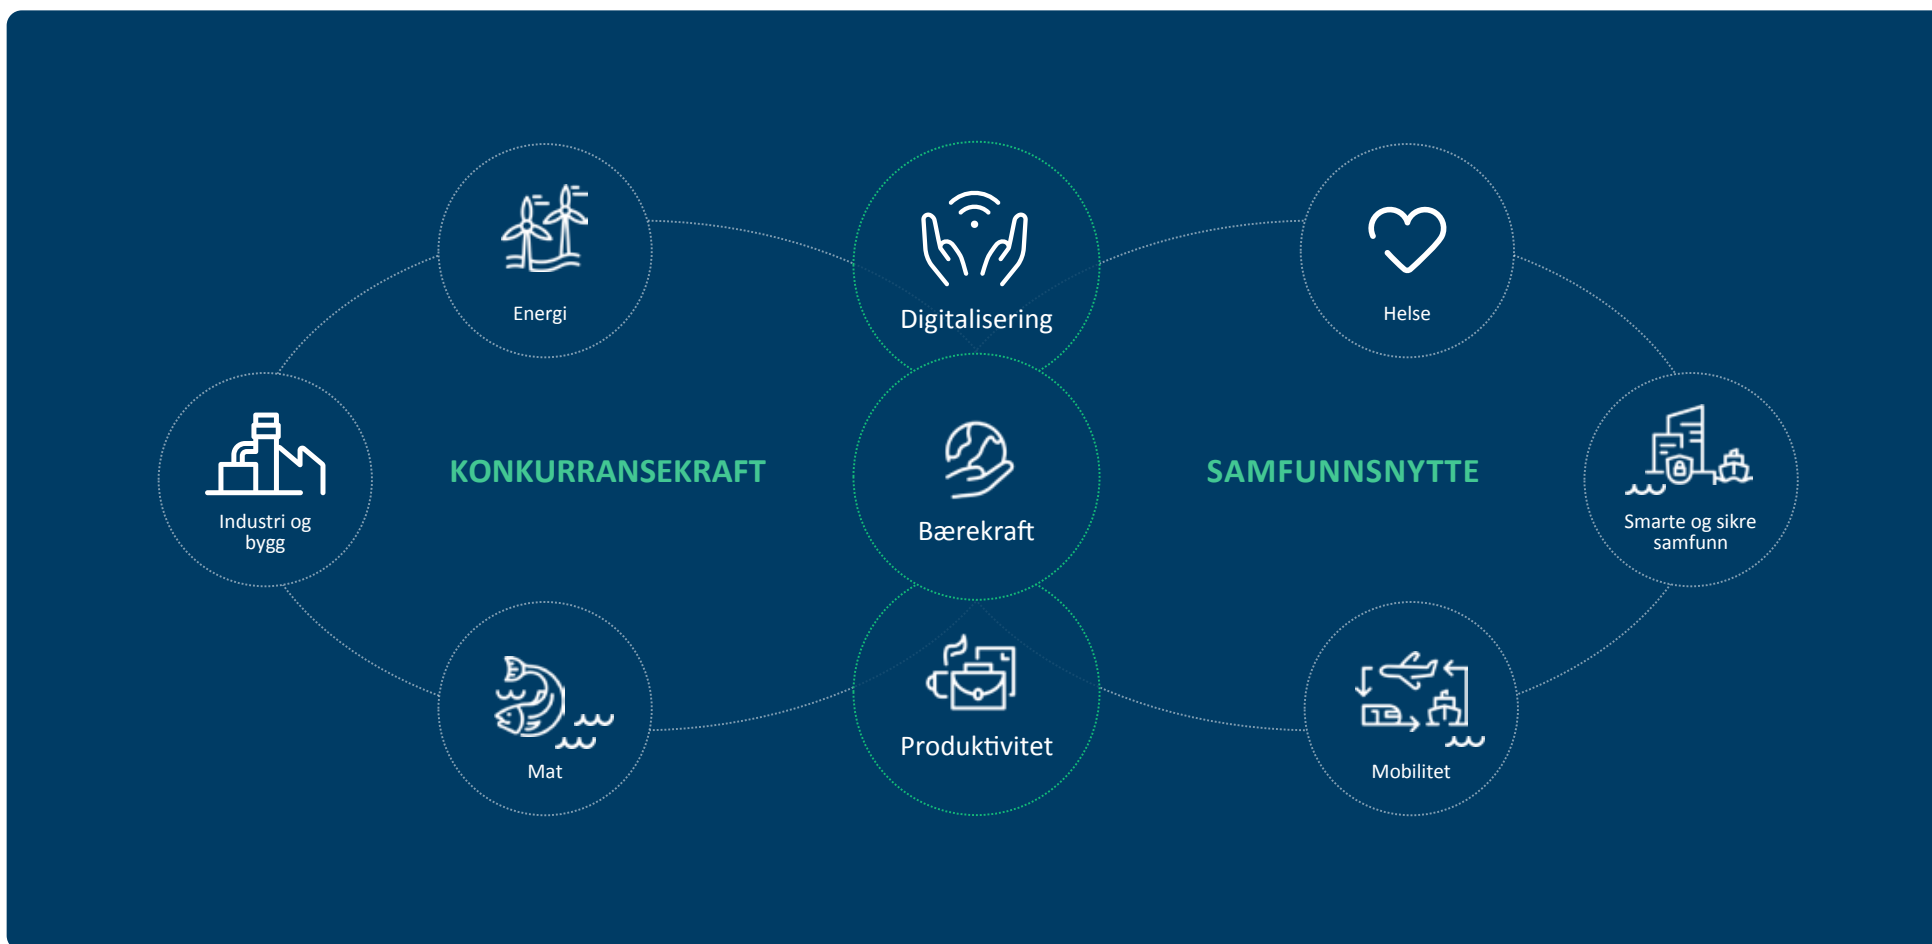 Energi
Digitalisering
Helse
Industri og
bygg
KONKURRANSEKRAFT
Bærekraft
SAMFUNNSNYTTE
Smarte og sikre
samfunn
Mat
Produktivitet
Mobilitet